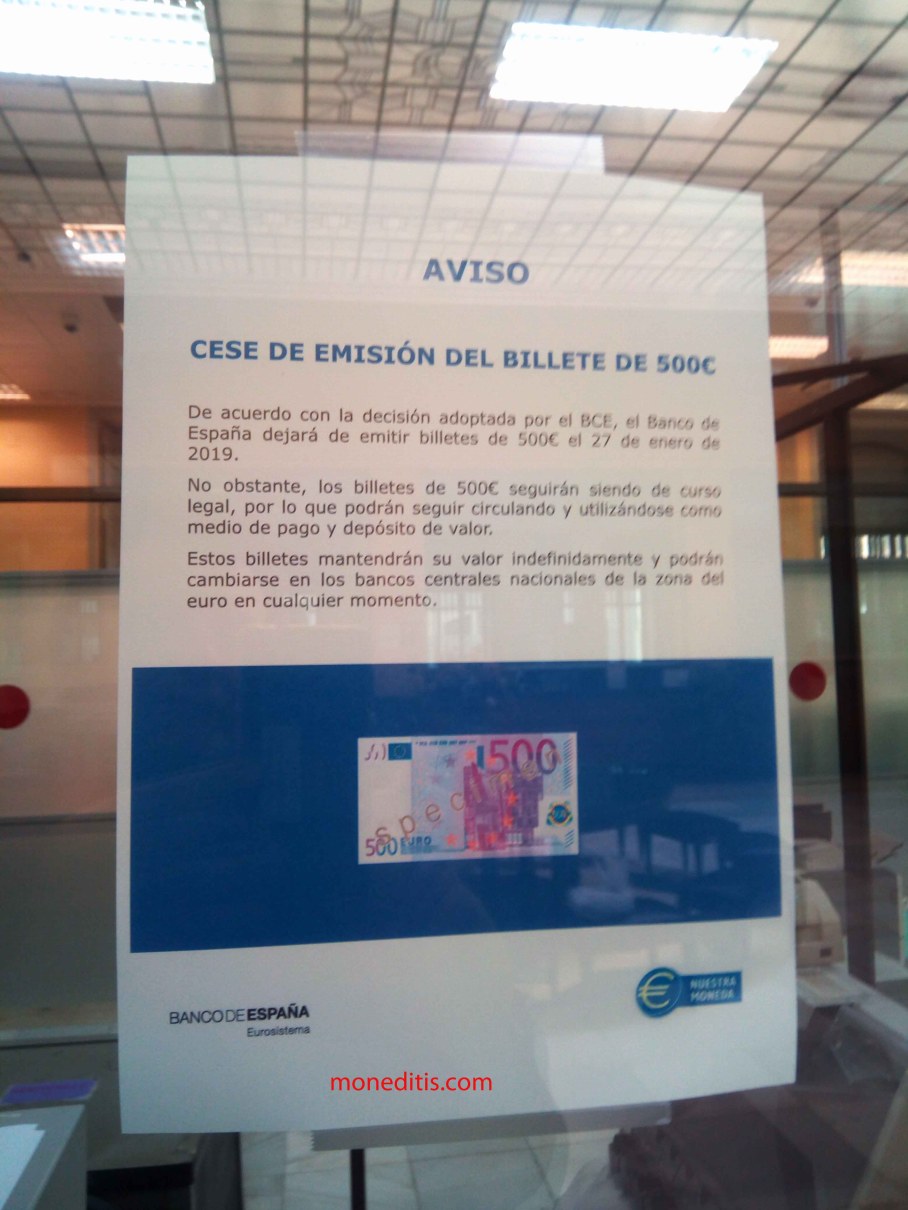 AVISO
CESE DE EMISIÓN DEL BILLETE DE 500€
De acuerdo con la decisión adoptada por el BCE, el Banco de
España dejará de emitir billetes de 500€ el 27 de enero de
2019.
No obstante, los billetes de 500€ seguirán siendo de curso
legal, por lo que podrán seguir circulando y utilizándose como
medio de pago y depósito de valor.
Estos billetes mantendrán su valor indefinidamente y podrán
cambiarse en los bancos centrales nacionales de la zona del
euro en cualquier momento.
500
specimen
500 EURO
BANCO DE ESPAÑA
Eurosistema
€ NUESTRA
MONEDA
moneditis.com